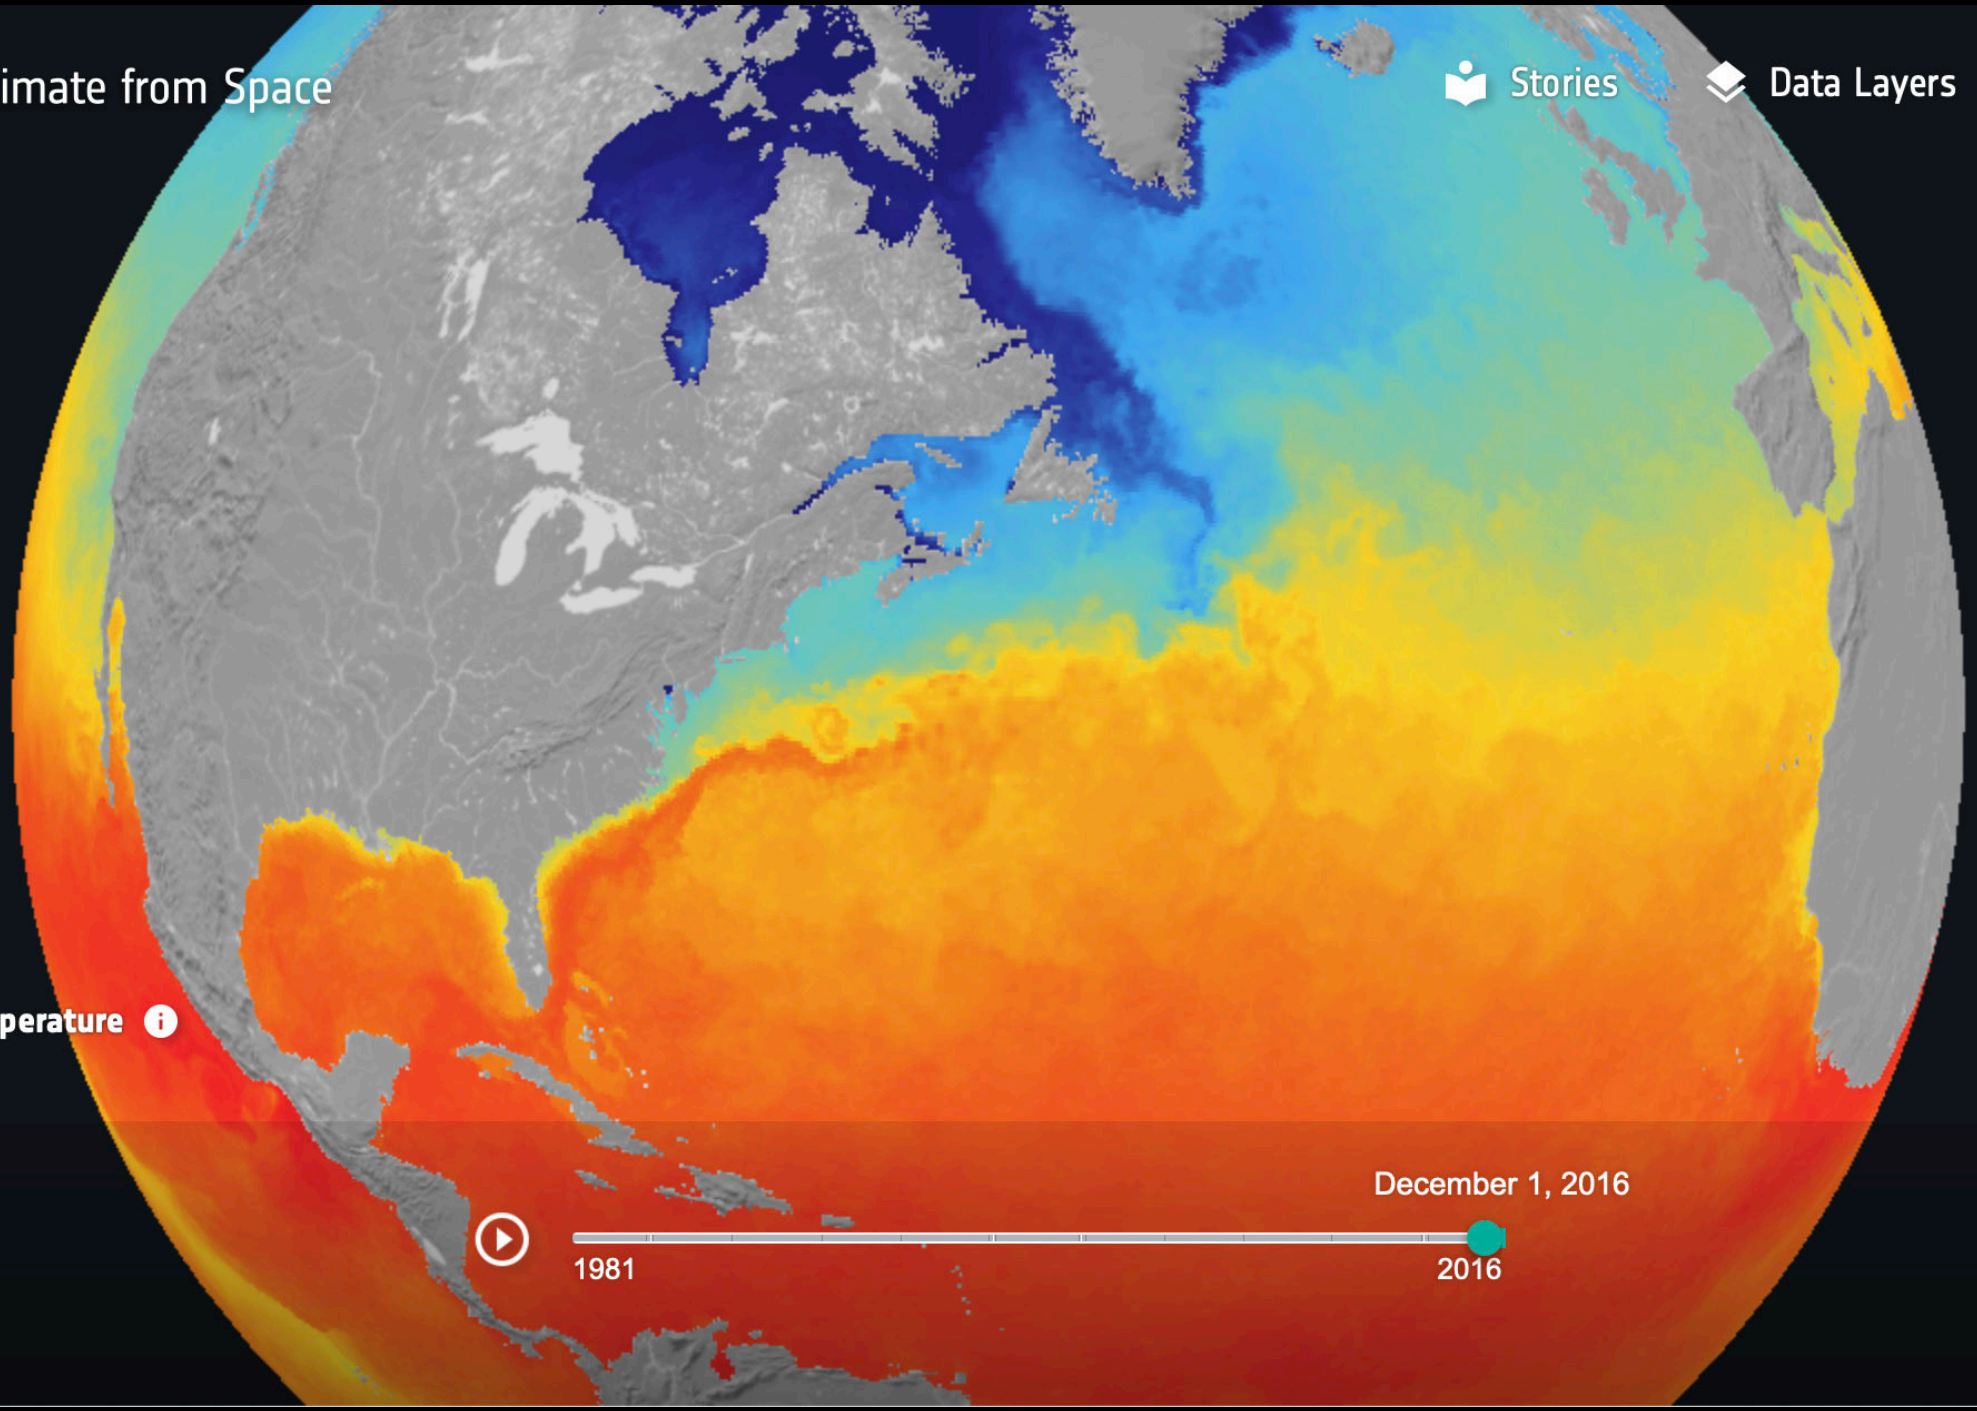 imate from Space
Stories
Data Layers
perature
December 1, 2016
1981
2016